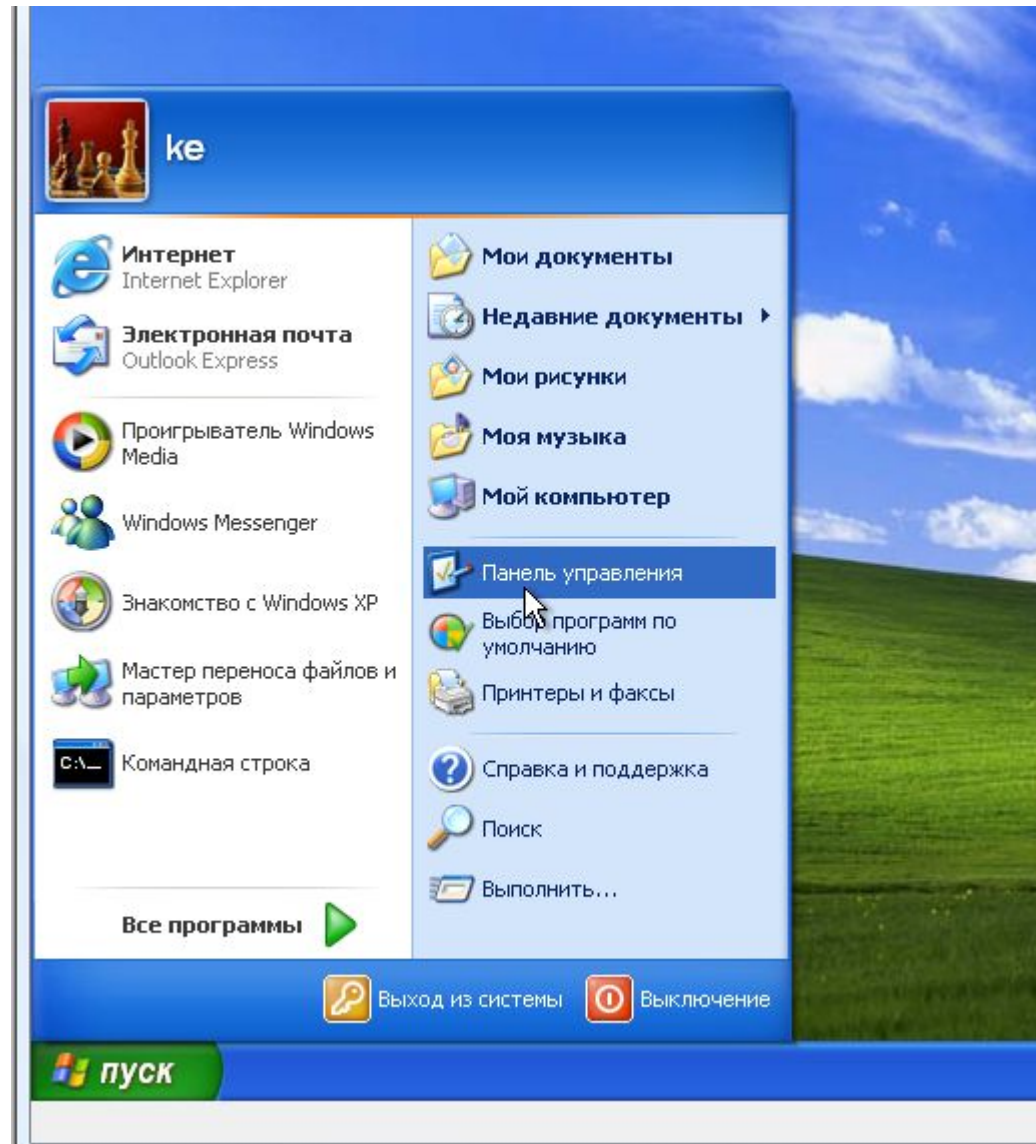 ke
Интернет
Internet Explorer
Электронная почта
Outlook Express
Проигрыватель Windows
Media
Windows Messenger
Знакомство с Windows XP
Мастер переноса файлов и
параметров
C:\_
Командная строка
Все программы
Мои документы
Недавние документы
Мои рисунки
Моя музыка
Мой компьютер
Панель управления
Выбор программ по
умолчанию
Принтеры и факсы
Справка и поддержка
Поиск
Выполнить...
Выход из системы
Выключение
пуск